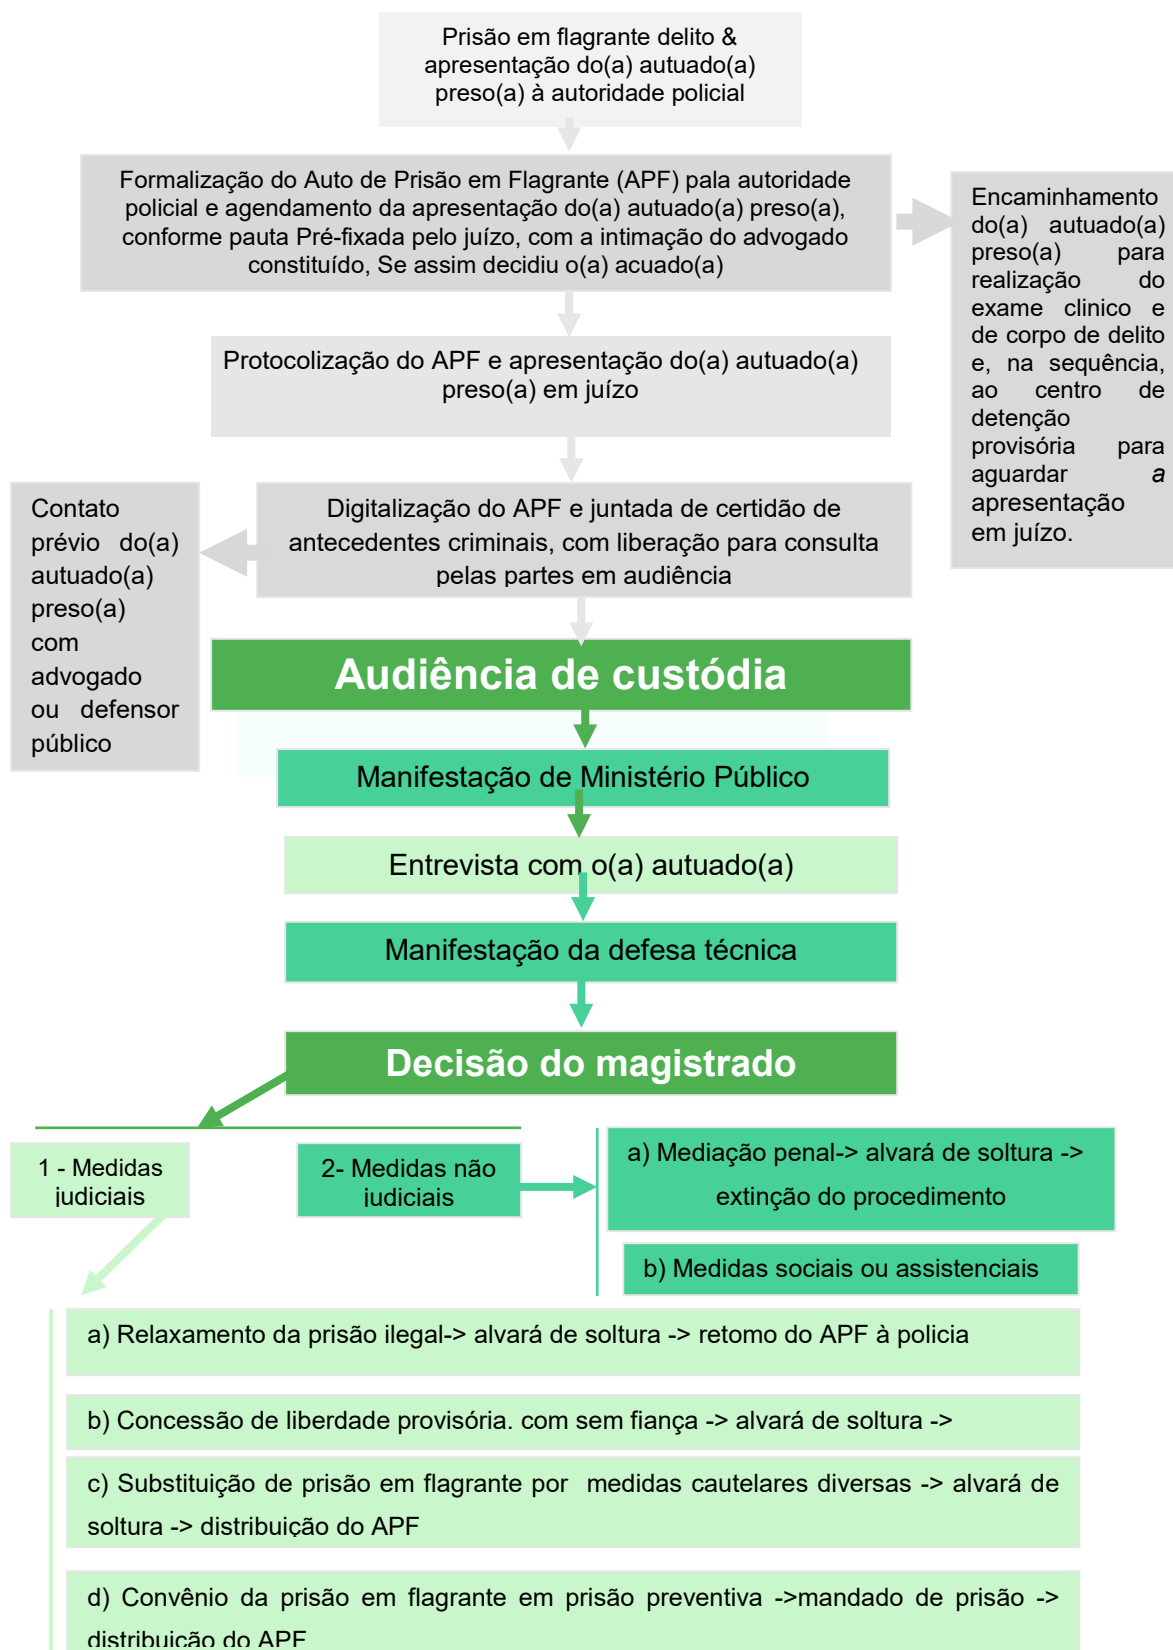 Prisão em flagrante delito &
apresentação do(a) autuado(a)
preso(a) à autoridade policial
Formalização do Auto de Prisão em Flagrante (APF) pala autoridade
policial e agendamento da apresentação do(a) autuado(a) preso(a),
conforme pauta Pré-fixada pelo juízo, com a intimação do advogado
constituído, Se assim decidiu o(a) acuado(a)
Encaminhamento
do(a) autuado(a)
preso(a) para
realização do
exame clinico e
de corpo de delito
e, na sequência,
ao centro de
detenção
provisória para
aguardar a
apresentação
em juízo.
Protocolização do APF e apresentação do(a) autuado(a)
preso(a) em juízo
Digitalização do APF e juntada de certidão de
antecedentes criminais, com liberação para consulta
pelas partes em audiência
Contato
prévio do(a)
autuado(a)
preso(a)
com
advogado
ou defensor
público
Audiência de custódia
Manifestação de Ministério Público
Entrevista com o(a) autuado(a)
Manifestação da defesa técnica
Decisão do magistrado
1 - Medidas
judiciais
2- Medidas não
judiciais
a) Mediação penal-> alvará de soltura ->
extinção do procedimento
b) Medidas sociais ou assistenciais
a) Relaxamento da prisão ilegal-> alvará de soltura -> retomo do APF à policia
b) Concessão de liberdade provisória. com sem fiança -> alvará de soltura ->
c) Substituição de prisão em flagrante por medidas cautelares diversas -> alvará de
soltura -> distribuição do APF
d) Convênio da prisão em flagrante em prisão preventiva ->mandado de prisão ->
distribuição do APF